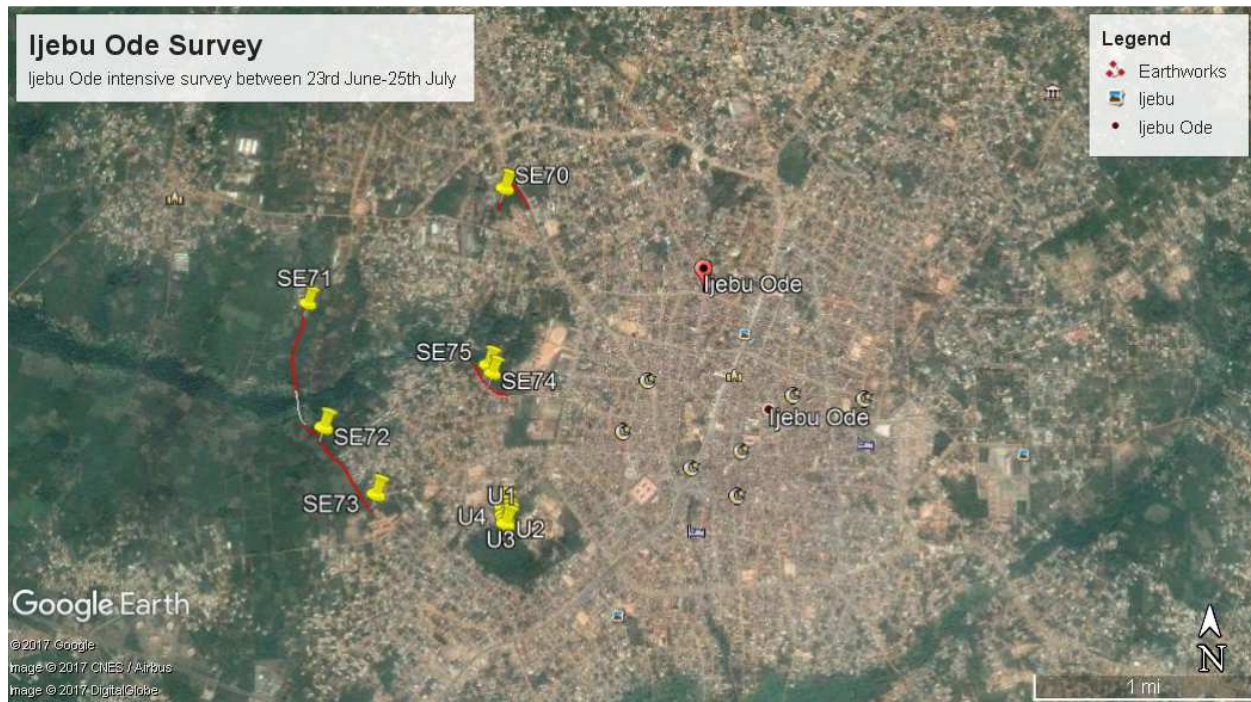 Ijebu Ode Survey
Ijebu Ode intensive survey between 23rd June-25th July
Legend
Earthworks
Ijebu
Ijebu Ode
SE70
SE71
Ijebu Ode
SE75
SE74
Ijebu Ode
SE72
SE73
U1
U4
U2
U3
Google Earth
©2017 Google
Image © 2017 CNES / Airbus
Image © 2017 DigitalGlobe
N
1 mi